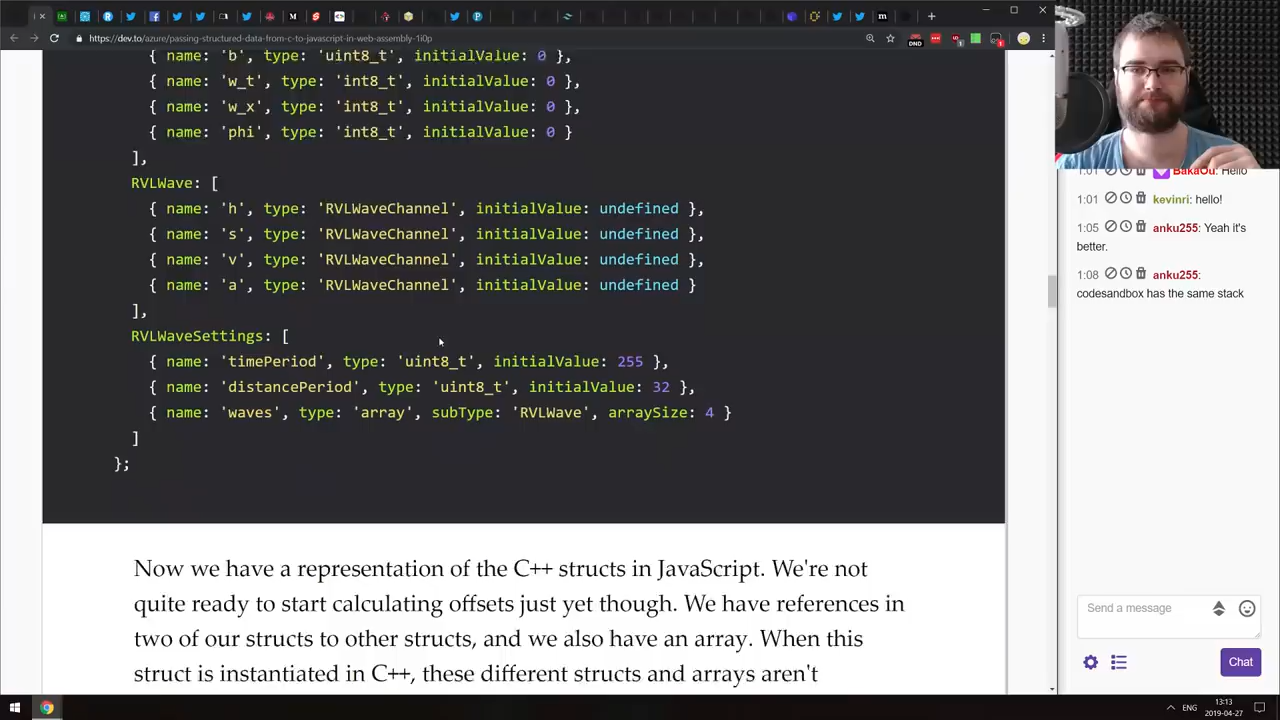 https://dev.to/azure/passing-structured-data-from-c-to-javascript-in-web-assembly-1i0p
{ name: 'b', type: 'uint8_t', initialValue: 0 },
{ name: 'w_t', type: 'int8_t', initialValue: 0 },
{ name: 'w_x', type: 'int8_t', initialValue: 0 },
{ name: 'phi', type: 'int8_t', initialValue: 0 }
],
RVLWave: [
{ name: 'h', type: 'RVLWaveChannel', initialValue: undefined },
{ name: 's', type: 'RVLWaveChannel', initialValue: undefined },
{ name: 'v', type: 'RVLWaveChannel', initialValue: undefined },
{ name: 'a', type: 'RVLWaveChannel', initialValue: undefined }
],
RVLWaveSettings: [
{ name: 'timePeriod', type: 'uint8_t', initialValue: 255 },
{ name: 'distancePeriod', type: 'uint8_t', initialValue: 32 },
{ name: 'waves', type: 'array', subType: 'RVLWave', arraySize: 4 }
]
};
Now we have a representation of the C++ structs in JavaScript. We're not
quite ready to start calculating offsets just yet though. We have references in
two of our structs to other structs, and we also have an array. When this
struct is instantiated in C++, these different structs and arrays aren't
DND
1:01 BakaOu: Hello
1:01 kevinri: hello!
1:05 anku255: Yeah it's
better.
1:08 anku255:
codesandbox has the same stack
Send a message
Chat
ENG
13:13
2019-04-27